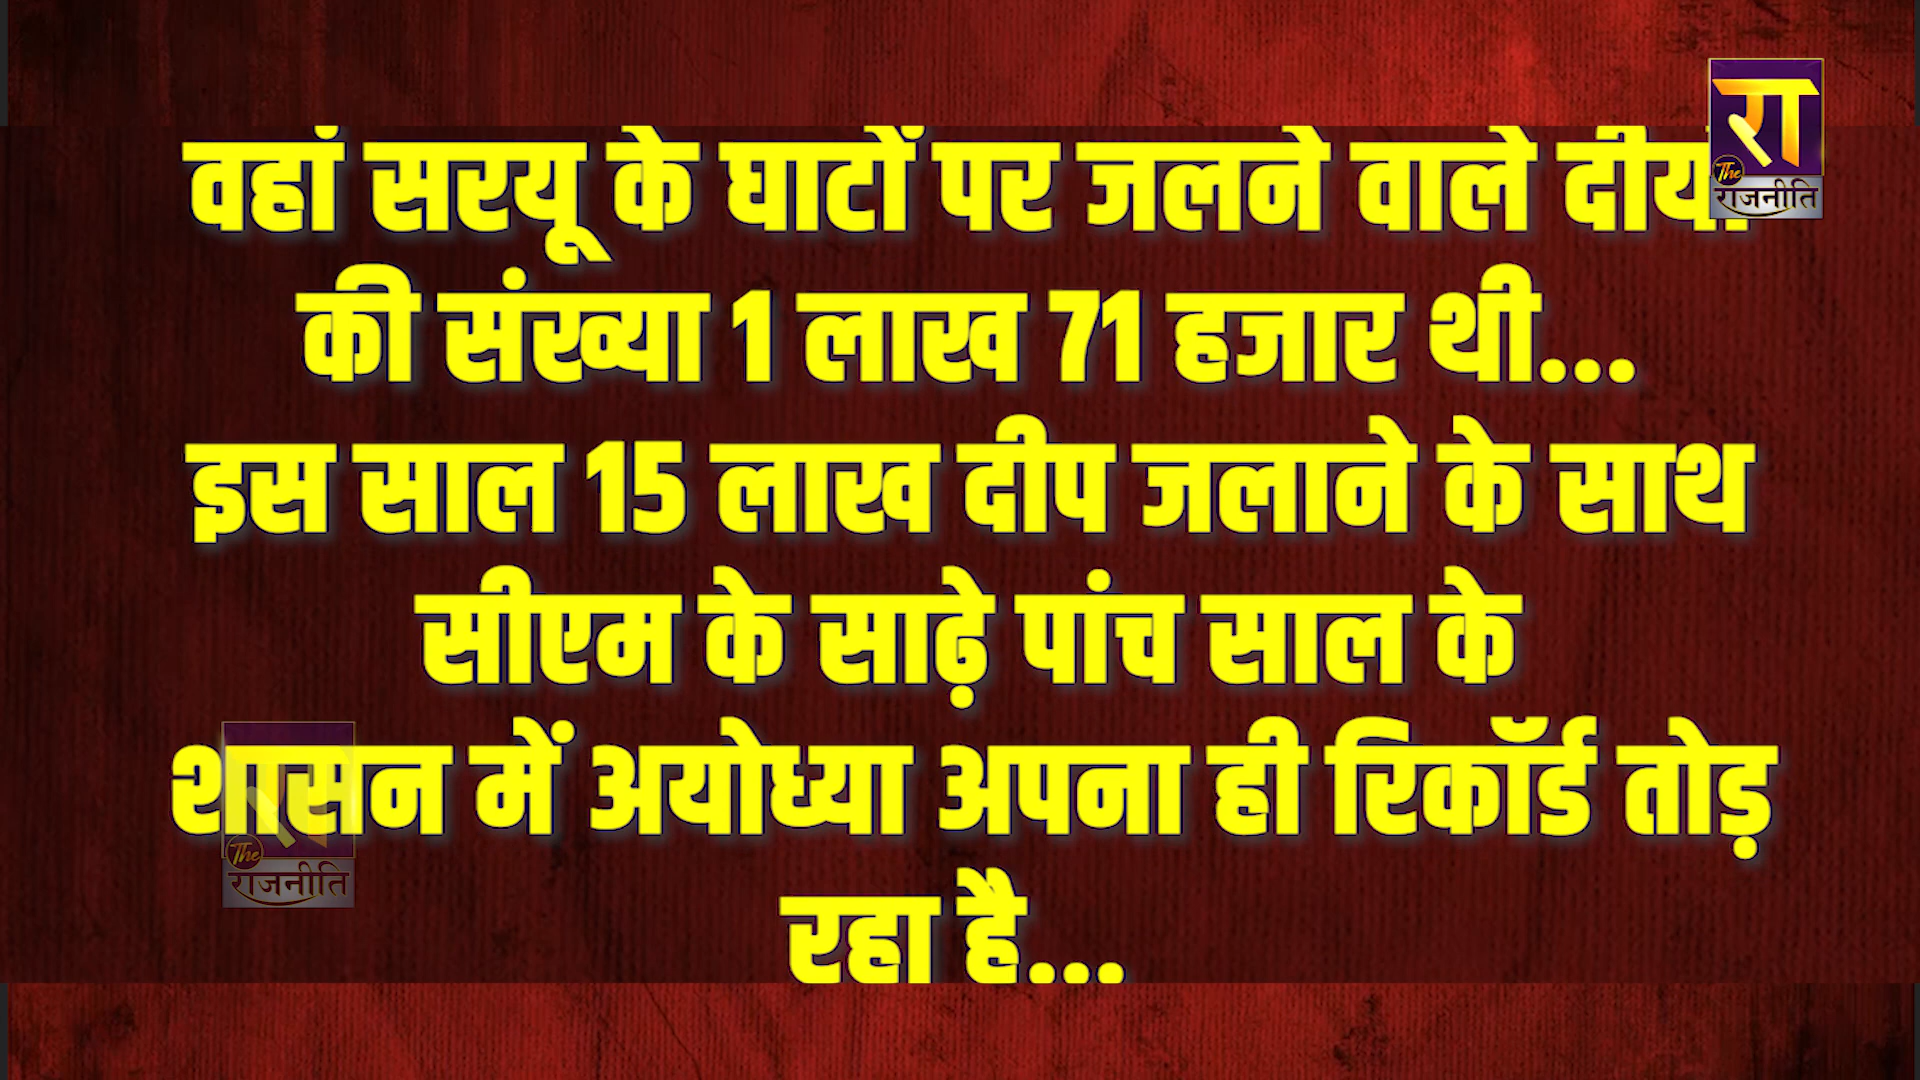 वहां सरयू के घाटों पर जलने वाले
की संख्या 1 लाख 71 हजार थी...
इस साल 15 लाख दीप जलाने के साथ
सीएम के साढ़े पांच साल के
शासन में अयोध्या अपना ही रिकॉर्ड तोड़
रहा है...
रा
The
राजनीति
The
राजनीति